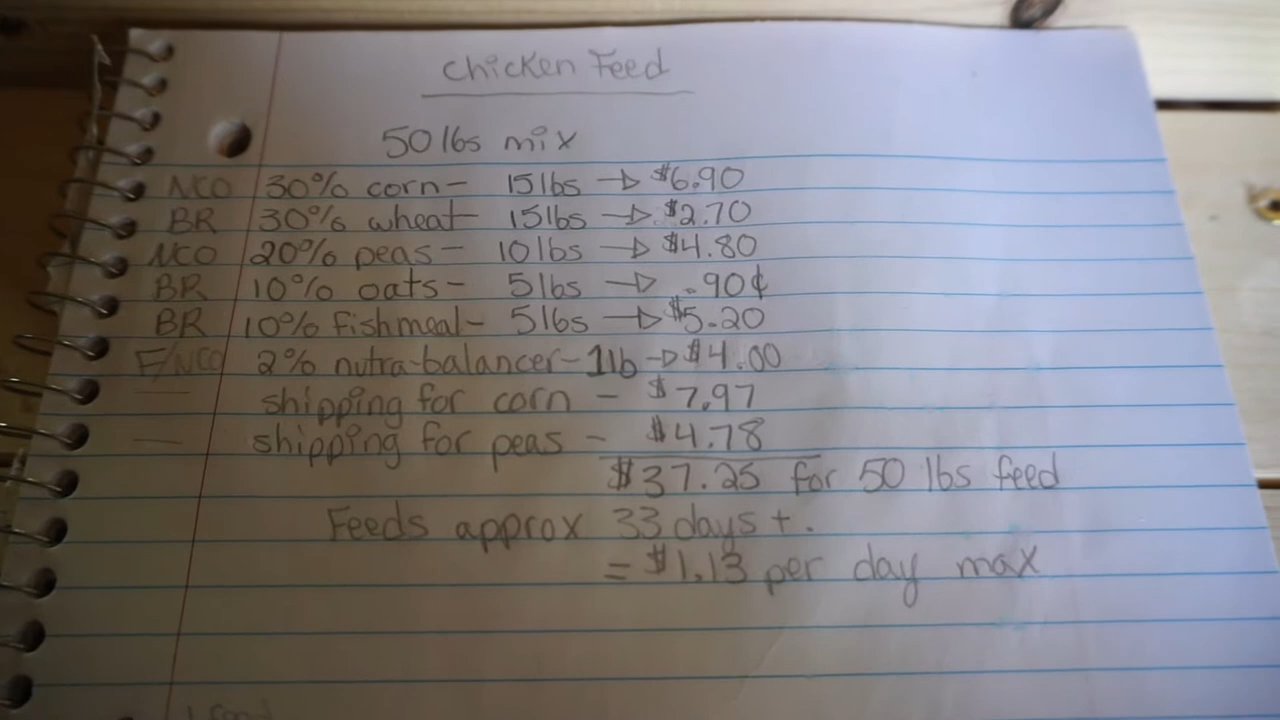 Chicken Feed
50 lbs mix
NCO 30% corn- 15lbs → $6.90
BR 30% wheat- 15lbs → $2.70
NCO 20% peas- 10lbs → $4.80
BR 10% oats- 5lbs → .90¢
BR 10% fishmeal- 5lbs → $5.20
F/NCO 2% nutra-balancer-1lb → $4.00
— shipping for corn - $7.97
— shipping for peas - $4.78
$37.25 for 50 lbs feed
Feeds approx 33 days +.
= $1.13 per day max